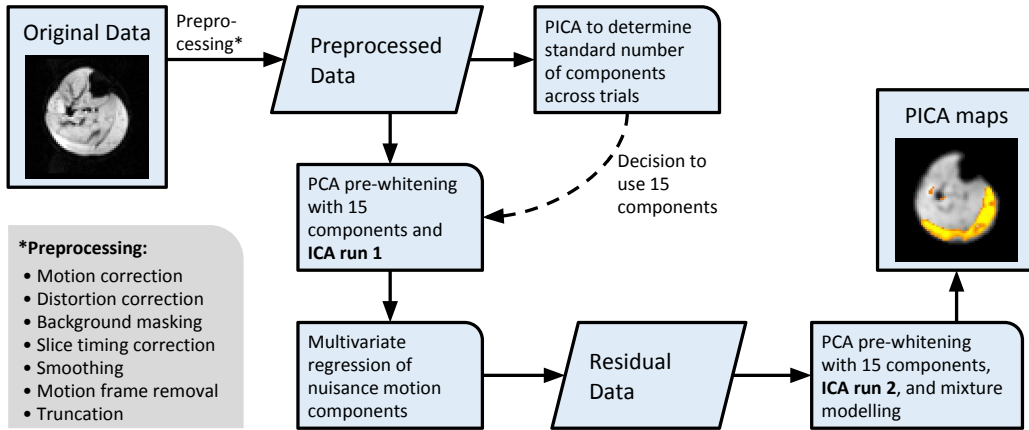 Original Data
Prepro-
cessing*
Preprocessed
Data
PICA to determine
standard number
of components
across trials
Decision to
use 15
components
PCA pre-whitening
with 15
components and
ICA run 1
PICA maps
*Preprocessing:
• Motion correction
• Distortion correction
• Background masking
• Slice timing correction
• Smoothing
• Motion frame removal
• Truncation
Multivariate
regression of
nuisance motion
components
Residual
Data
PCA pre-whitening
with 15 components,
ICA run 2, and mixture
modelling